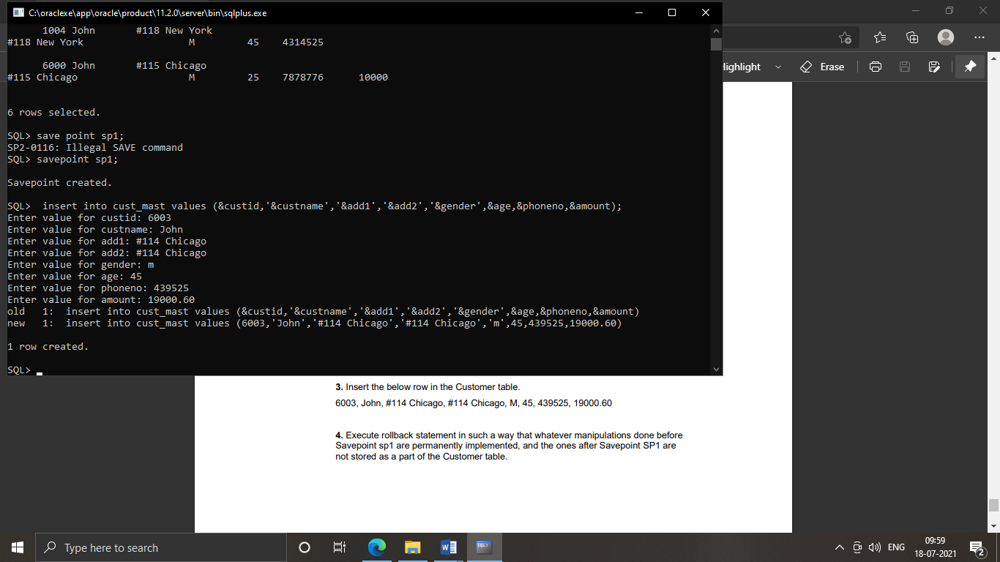 C:\oraclexe\app\oracle\product\11.2.0\server\bin\sqlplus.exe
1004 John #118 New York
#118 New York M 45 4314525
6000 John #115 Chicago
#115 Chicago M 25 7878776 10000
6 rows selected.
SQL> save point sp1;
SP2-0116: Illegal SAVE command
SQL> savepoint sp1;
Savepoint created.
SQL>  insert into cust_mast values (&custid,'&custname','&add1','&add2','&gender',&age,&phoneno,&amount);
Enter value for custid: 6003
Enter value for custname: John
Enter value for add1: #114 Chicago
Enter value for add2: #114 Chicago
Enter value for gender: m
Enter value for age: 45
Enter value for phoneno: 439525
Enter value for amount: 19000.60
old   1:  insert into cust_mast values (&custid,'&custname','&add1','&add2','&gender',&age,&phoneno,&amount)
new   1:  insert into cust_mast values (6003,'John','#114 Chicago','#114 Chicago','m',45,439525,19000.60)
1 row created.
SQL>
Highlight Erase
3. Insert the below row in the Customer table.
6003, John, #114 Chicago, #114 Chicago, M, 45, 439525, 19000.60
4. Execute rollback statement in such a way that whatever manipulations done before
Savepoint sp1 are permanently implemented, and the ones after Savepoint SP1 are
not stored as a part of the Customer table.
Type here to search
ENG
09:59
18-07-2021
2